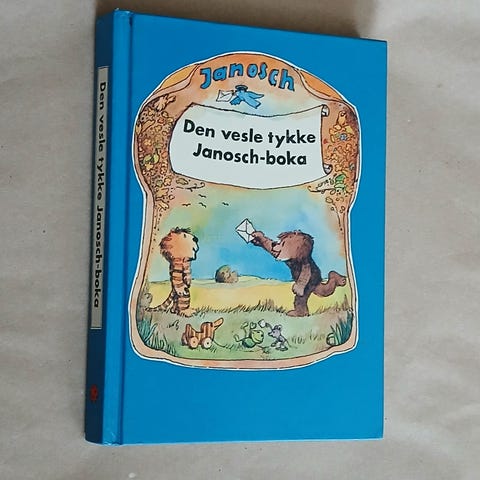 Janosch
Den vesle tykke
Janosch-boka
Den vesle tykke Janosch-boka